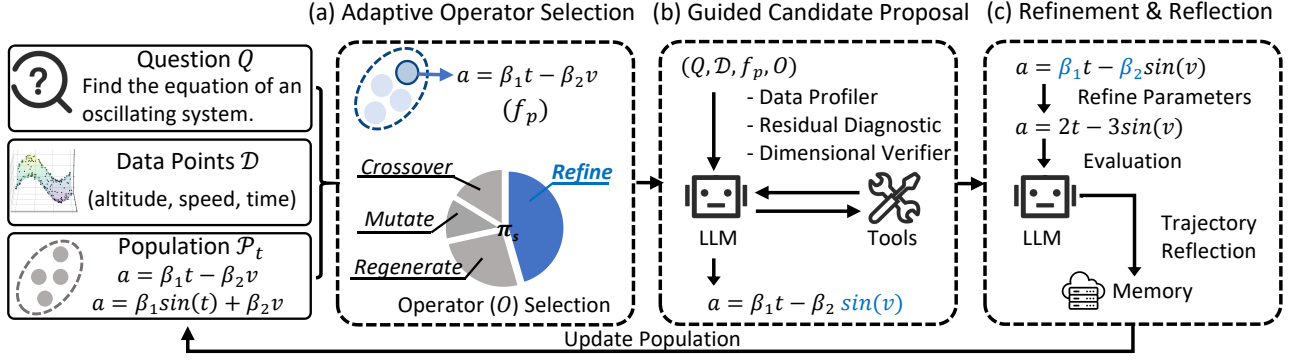 (a) Adaptive Operator Selection
(b) Guided Candidate Proposal
(c) Refinement & Reflection
Question Q
Find the equation of an
oscillating system.
Data Points 𝒟
(altitude, speed, time)
Population 𝒫ₜ
a = β₁t − β₂v
a = β₁sin(t) + β₂v
a = β₁t − β₂v
(fₚ)
Crossover
Refine
Mutate
πₛ
Regenerate
Operator (O) Selection
(Q, 𝒟, fₚ, O)
- Data Profiler
- Residual Diagnostic
- Dimensional Verifier
LLM
Tools
a = β₁t − β₂ sin(v)
a = β₁t − β₂sin(v)
Refine Parameters
a = 2t − 3sin(v)
Evaluation
LLM
Trajectory
Reflection
Memory
Update Population